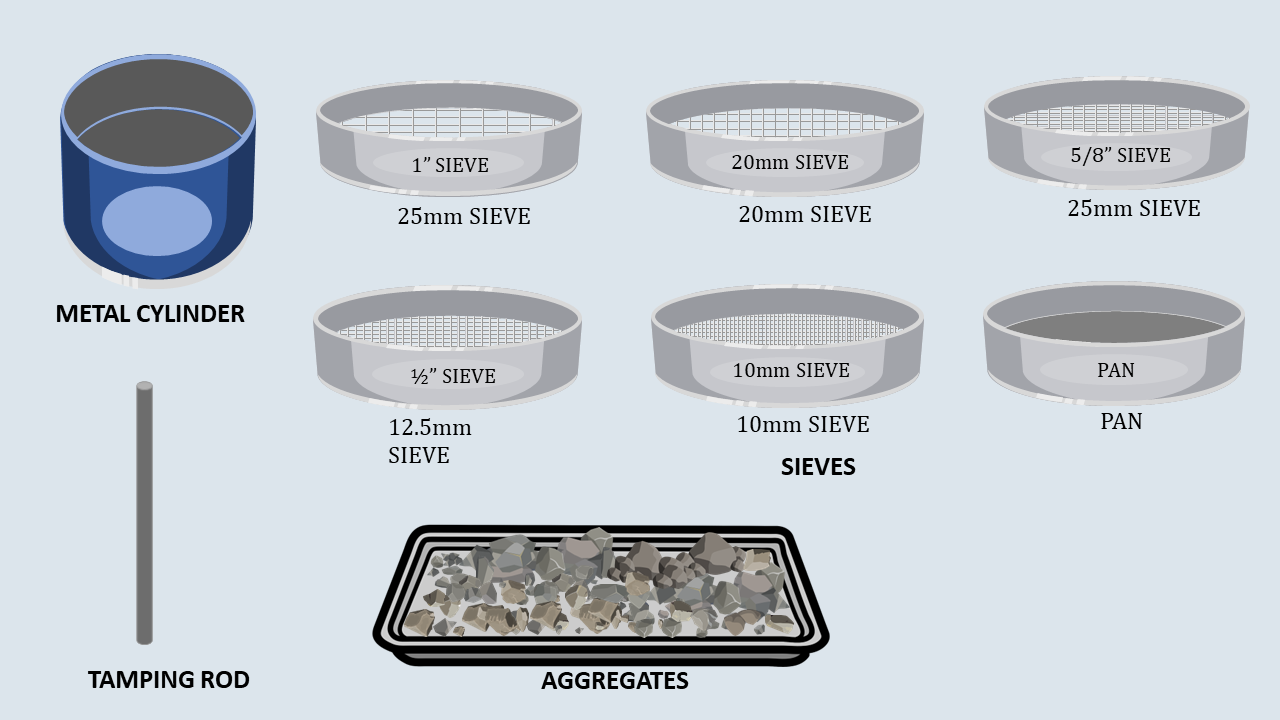 1” SIEVE
20mm SIEVE
5/8” SIEVE
25mm SIEVE
20mm SIEVE
25mm SIEVE
METAL CYLINDER
½” SIEVE
10mm SIEVE
PAN
12.5mm
SIEVE
10mm SIEVE
PAN
SIEVES
TAMPING ROD
AGGREGATES